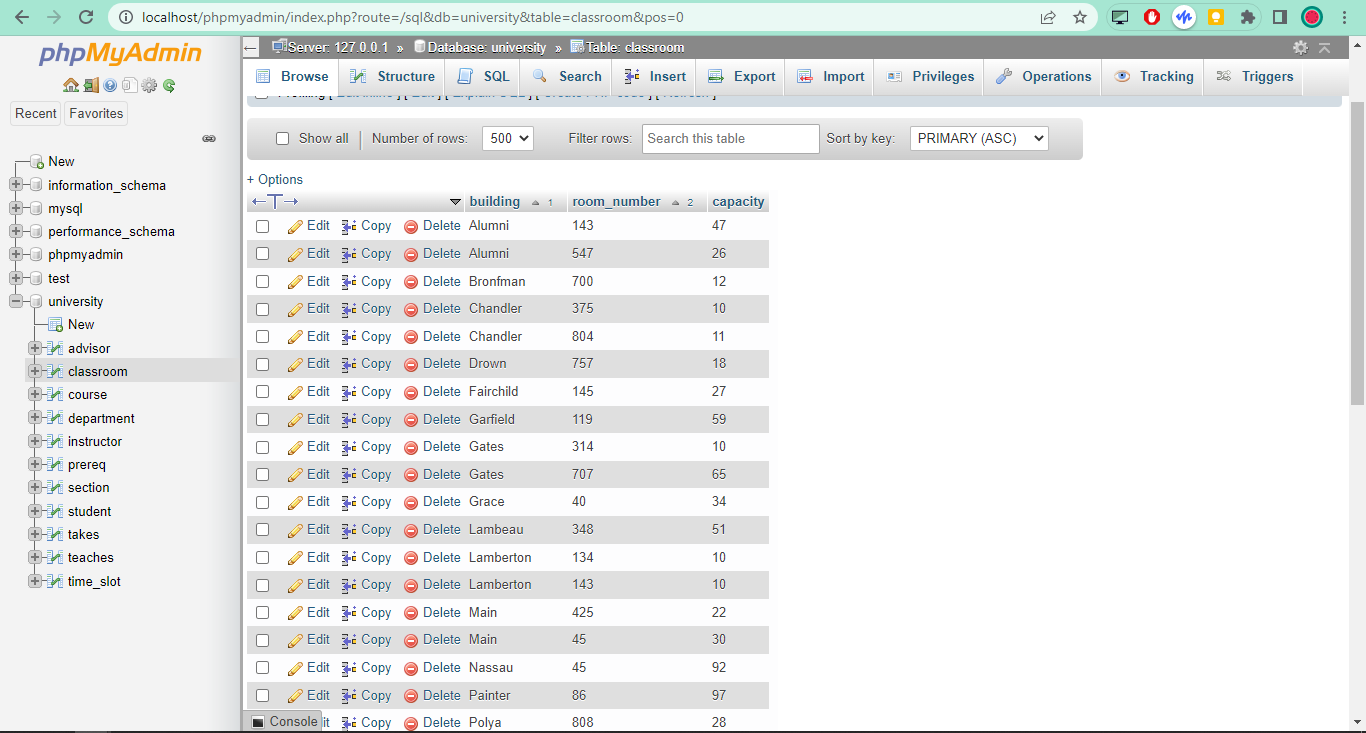 localhost/phpmyadmin/index.php?route=/sql&db=university&table=classroom&pos=0
phpMyAdmin
Recent Favorites
New
information_schema
mysql
performance_schema
phpmyadmin
test
university
New
advisor
classroom
course
department
instructor
prereq
section
student
takes
teaches
time_slot
Server: 127.0.0.1 » Database: university » Table: classroom
Browse Structure SQL Search Insert Export Import Privileges Operations Tracking Triggers
Show all Number of rows: 500 Filter rows: Search this table Sort by key: PRIMARY (ASC)
+ Options
building 1 room_number 2 capacity
Edit Copy Delete Alumni 143 47
Edit Copy Delete Alumni 547 26
Edit Copy Delete Bronfman 700 12
Edit Copy Delete Chandler 375 10
Edit Copy Delete Chandler 804 11
Edit Copy Delete Drown 757 18
Edit Copy Delete Fairchild 145 27
Edit Copy Delete Garfield 119 59
Edit Copy Delete Gates 314 10
Edit Copy Delete Gates 707 65
Edit Copy Delete Grace 40 34
Edit Copy Delete Lambeau 348 51
Edit Copy Delete Lamberton 134 10
Edit Copy Delete Lamberton 143 10
Edit Copy Delete Main 425 22
Edit Copy Delete Main 45 30
Edit Copy Delete Nassau 45 92
Edit Copy Delete Painter 86 97
Console it Copy Delete Polya 808 28